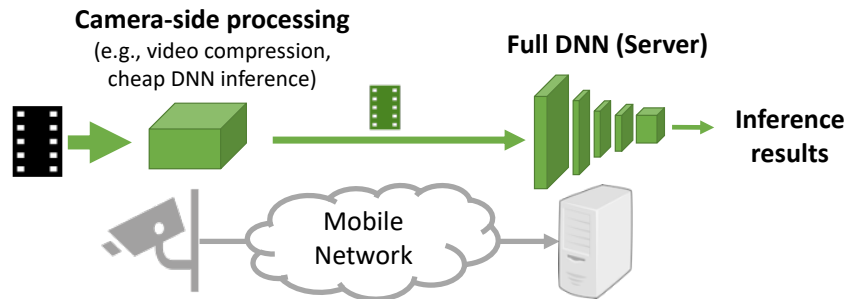 Camera-side processing
(e.g., video compression,
cheap DNN inference)
Full DNN (Server)
Inference
results
Mobile
Network